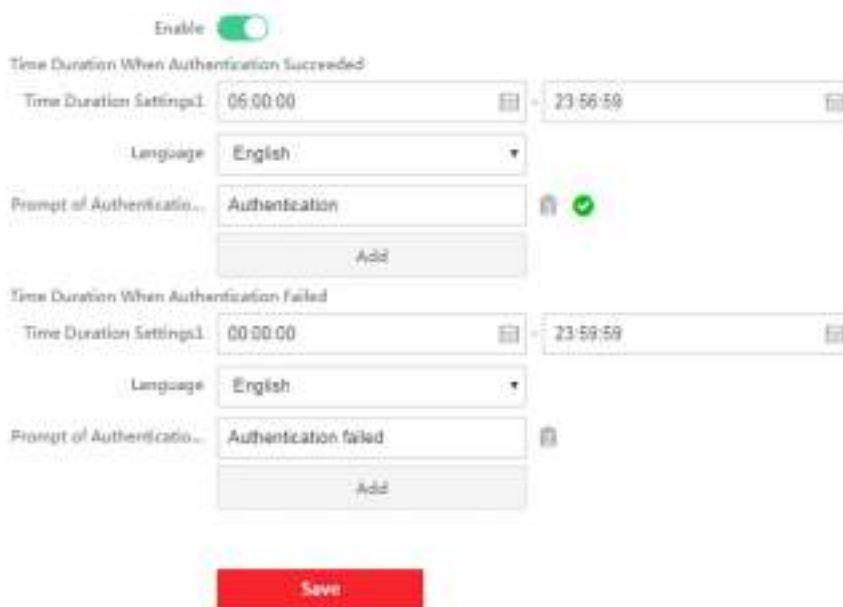 Enable
Time Duration When Authentication Succeeded
Time Duration Settings1 05:00:00 - 23:56:59
Language English
Prompt of Authenticatio... Authentication
Add
Time Duration When Authentication Failed
Time Duration Settings1 00:00:00 - 23:59:59
Language English
Prompt of Authenticatio... Authentication failed
Add
Save